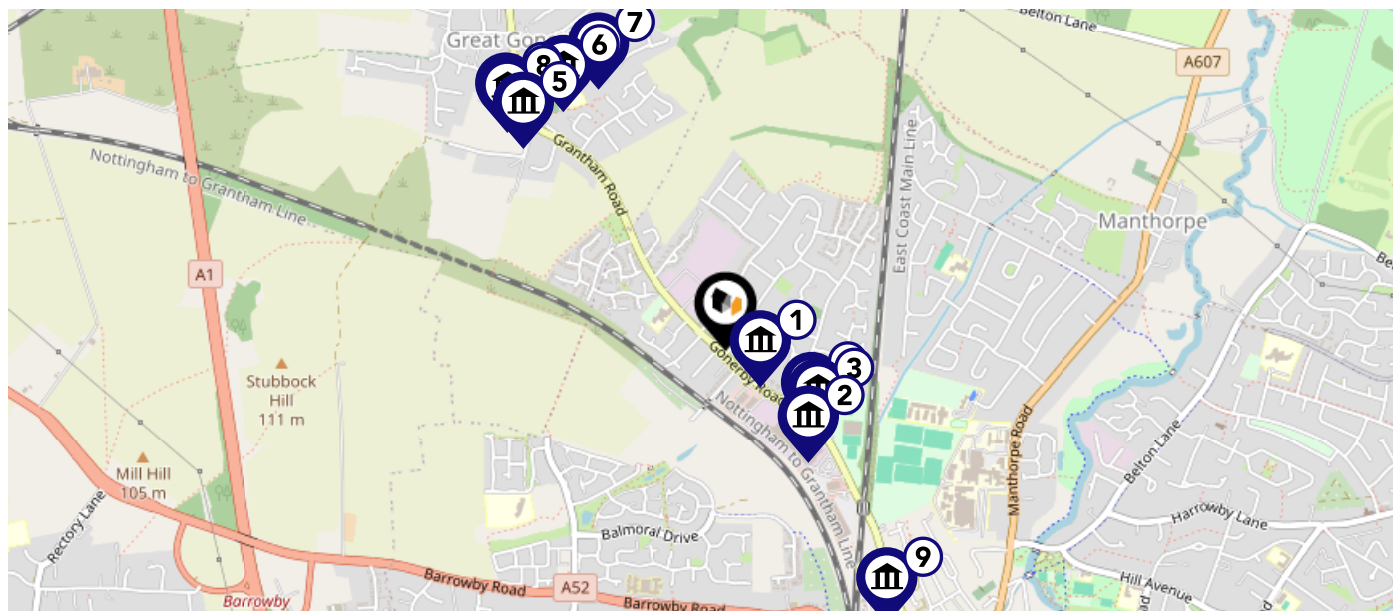 Belton Lane
7
Great Gon
6
8
5
A607
Grantham Road
East Coast Main Line
Nottingham to Grantham Line
Manthorpe
A1
1
Gonerby Road
3
2
Stubbock
Hill
111 m
Nottingham to Grantham Line
Manthorpe Road
Belton Lane
Mill Hill
105 m
Rectory Lane
Harrowby Lane
Balmoral Drive
9
Hill Avenue
Barrowby Road
A52
Barrowby Road
Barrowby